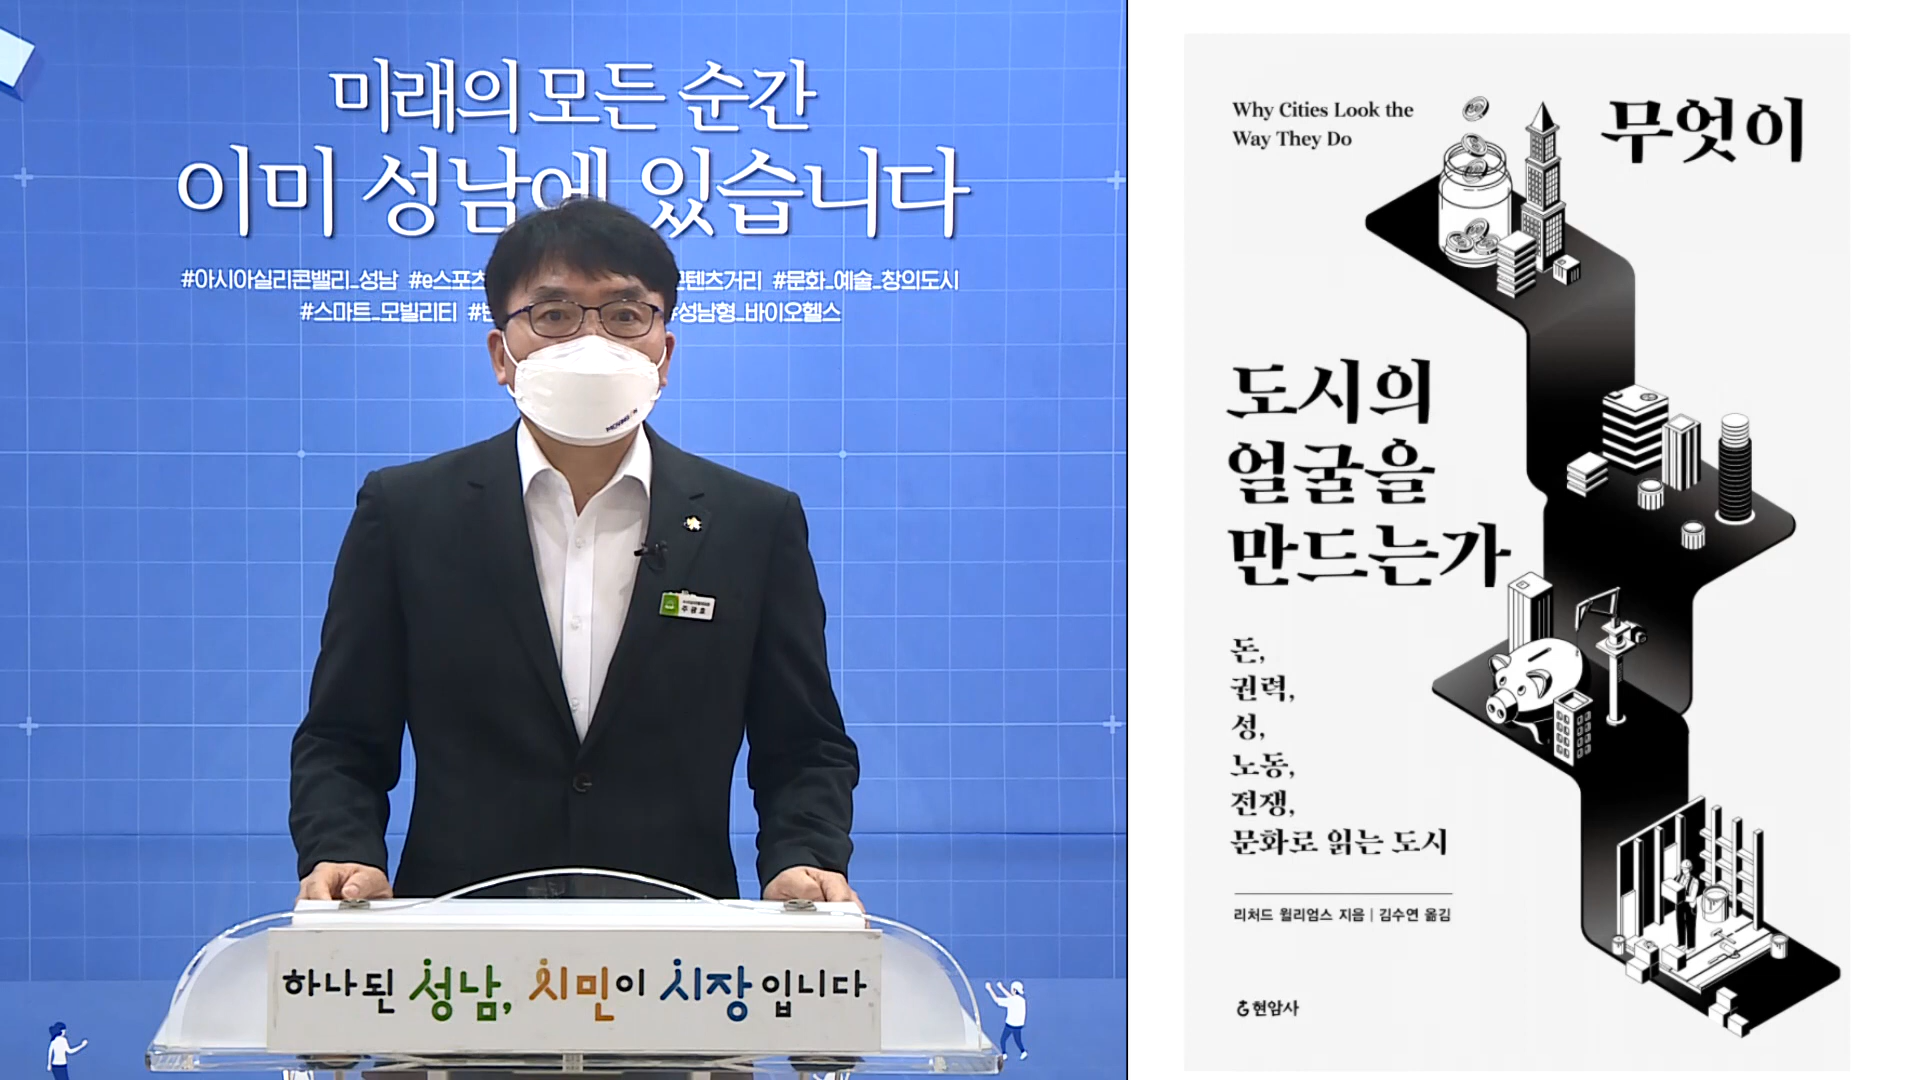 미래의 모든 순간
이미 성남에 있습니다
#아시아실리콘밸리_성남 #e스포츠 텐츠거리 #문화_예술_창의도시
#스마트_모빌리티 #성남형_바이오헬스
MOVING ON
주광호
하나된 성남, 시민이 시장입니다
Why Cities Look the
Way They Do
무엇이
도시의
얼굴을
만드는가
돈,
권력,
성,
노동,
전쟁,
문화로 읽는 도시
리처드 윌리엄스 지음 | 김수연 옮김
현암사